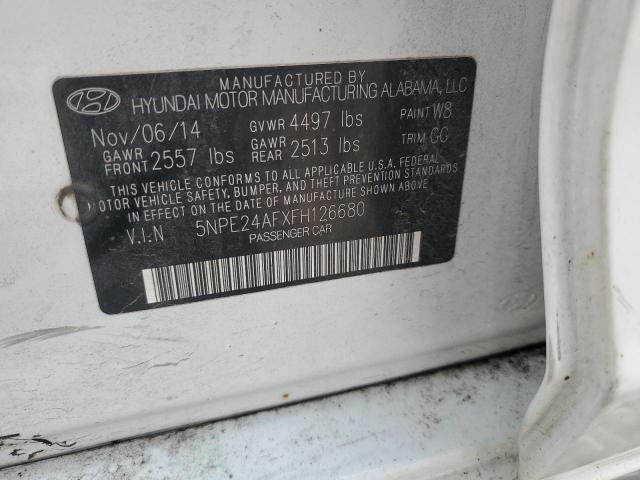 MANUFACTURED BY
HYUNDAI MOTOR MANUFACTURING ALABAMA, LLC
Nov/06/14 GVWR 4497 lbs PAINT W8
GAWR FRONT 2557 lbs GAWR REAR 2513 lbs TRIM GG
THIS VEHICLE CONFORMS TO ALL APPLICABLE U.S.A. FEDERAL
MOTOR VEHICLE SAFETY, BUMPER, AND THEFT PREVENTION
STANDARDS IN EFFECT ON THE DATE OF MANUFACTURE SHOWN ABOVE.
V.I.N 5NPE24AFXFH126680
PASSENGER CAR